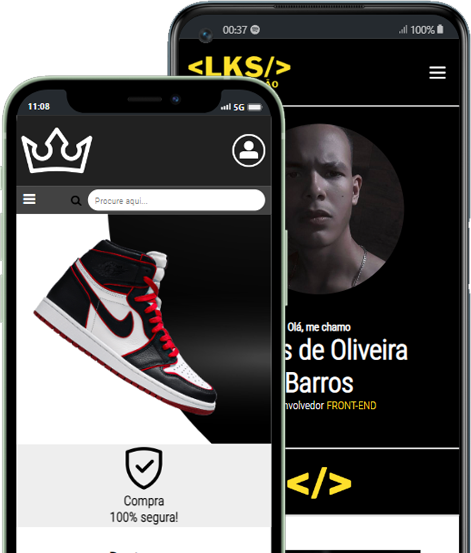 00:37
100%
<LKS/>
ÃO
11:08
5G
Procure aqui...
Olá, me chamo
s de Oliveira
Barros
nvolvedor FRONT-END
Compra
100% segura!
</>